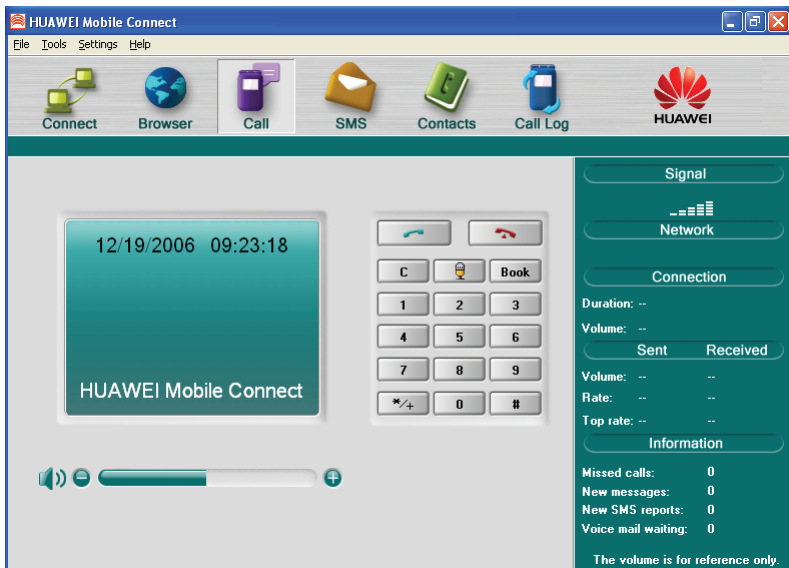 HUAWEI Mobile Connect
File Tools Settings Help
Connect Browser Call SMS Contacts Call Log
HUAWEI
Signal
Network
Connection
Duration: --
Volume: --
Sent Received
Volume: -- --
Rate: -- --
Top rate: -- --
Information
Missed calls: 0
New messages: 0
New SMS reports: 0
Voice mail waiting: 0
The volume is for reference only.
12/19/2006 09:23:18
HUAWEI Mobile Connect
C Book
1 2 3
4 5 6
7 8 9
*/+ 0 #